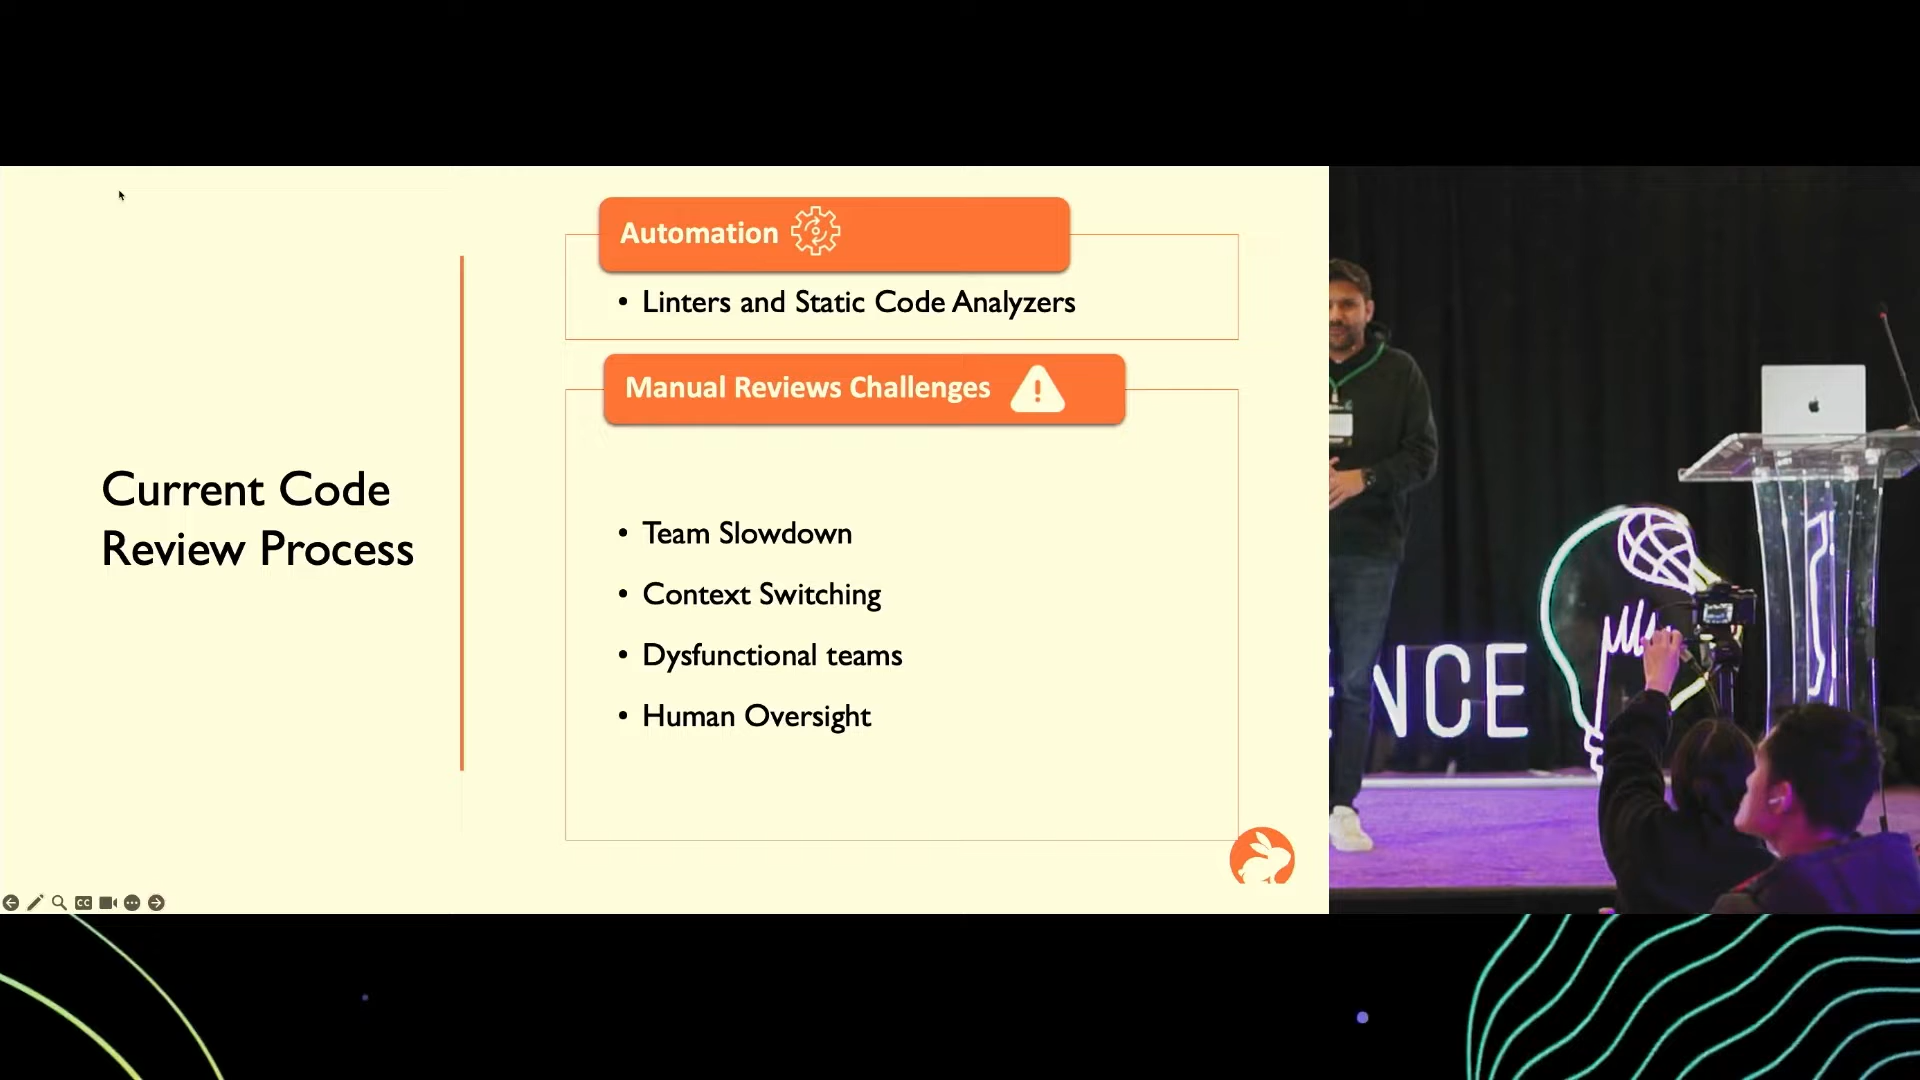 Automation
• Linters and Static Code Analyzers
Manual Reviews Challenges
Current Code
Review Process
• Team Slowdown
• Context Switching
• Dysfunctional teams
• Human Oversight
CC
NCE